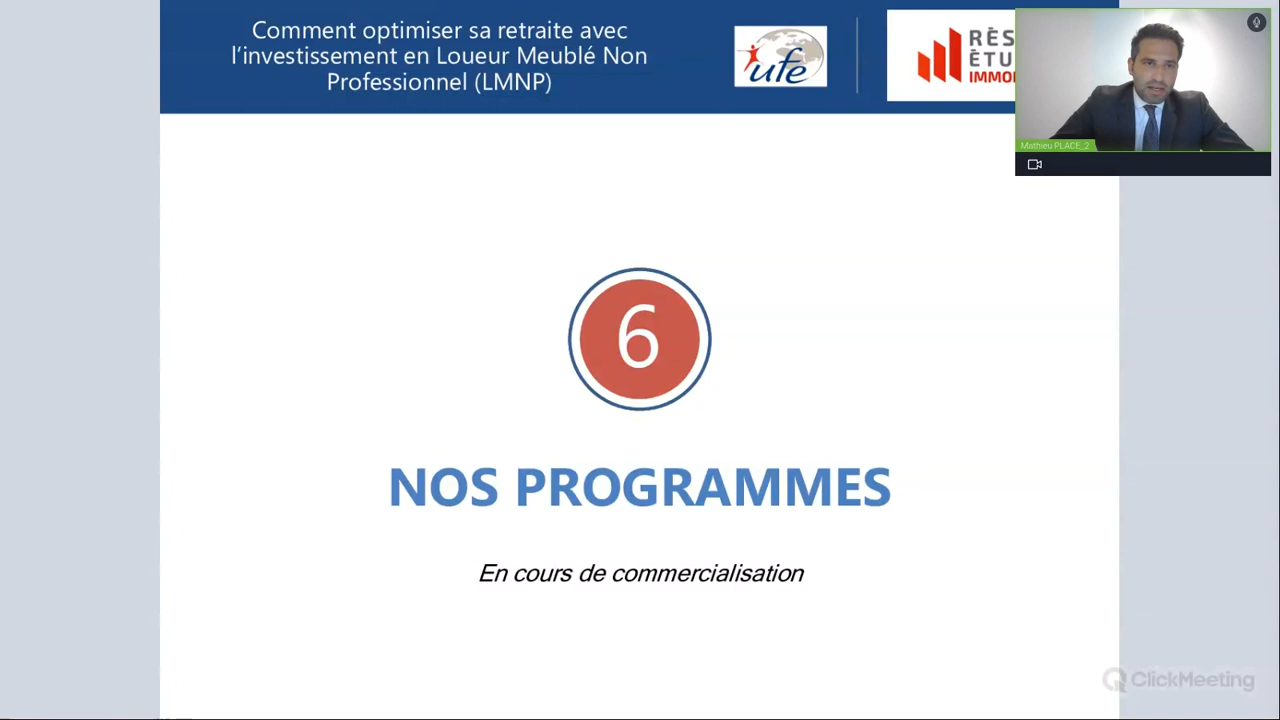 Comment optimiser sa retraite avec
l'investissement en Loueur Meublé Non
Professionnel (LMNP)
ufe
RÈS
ÉTU
IMMO
Mathieu PLACE_2
6
NOS PROGRAMMES
En cours de commercialisation
ClickMeeting